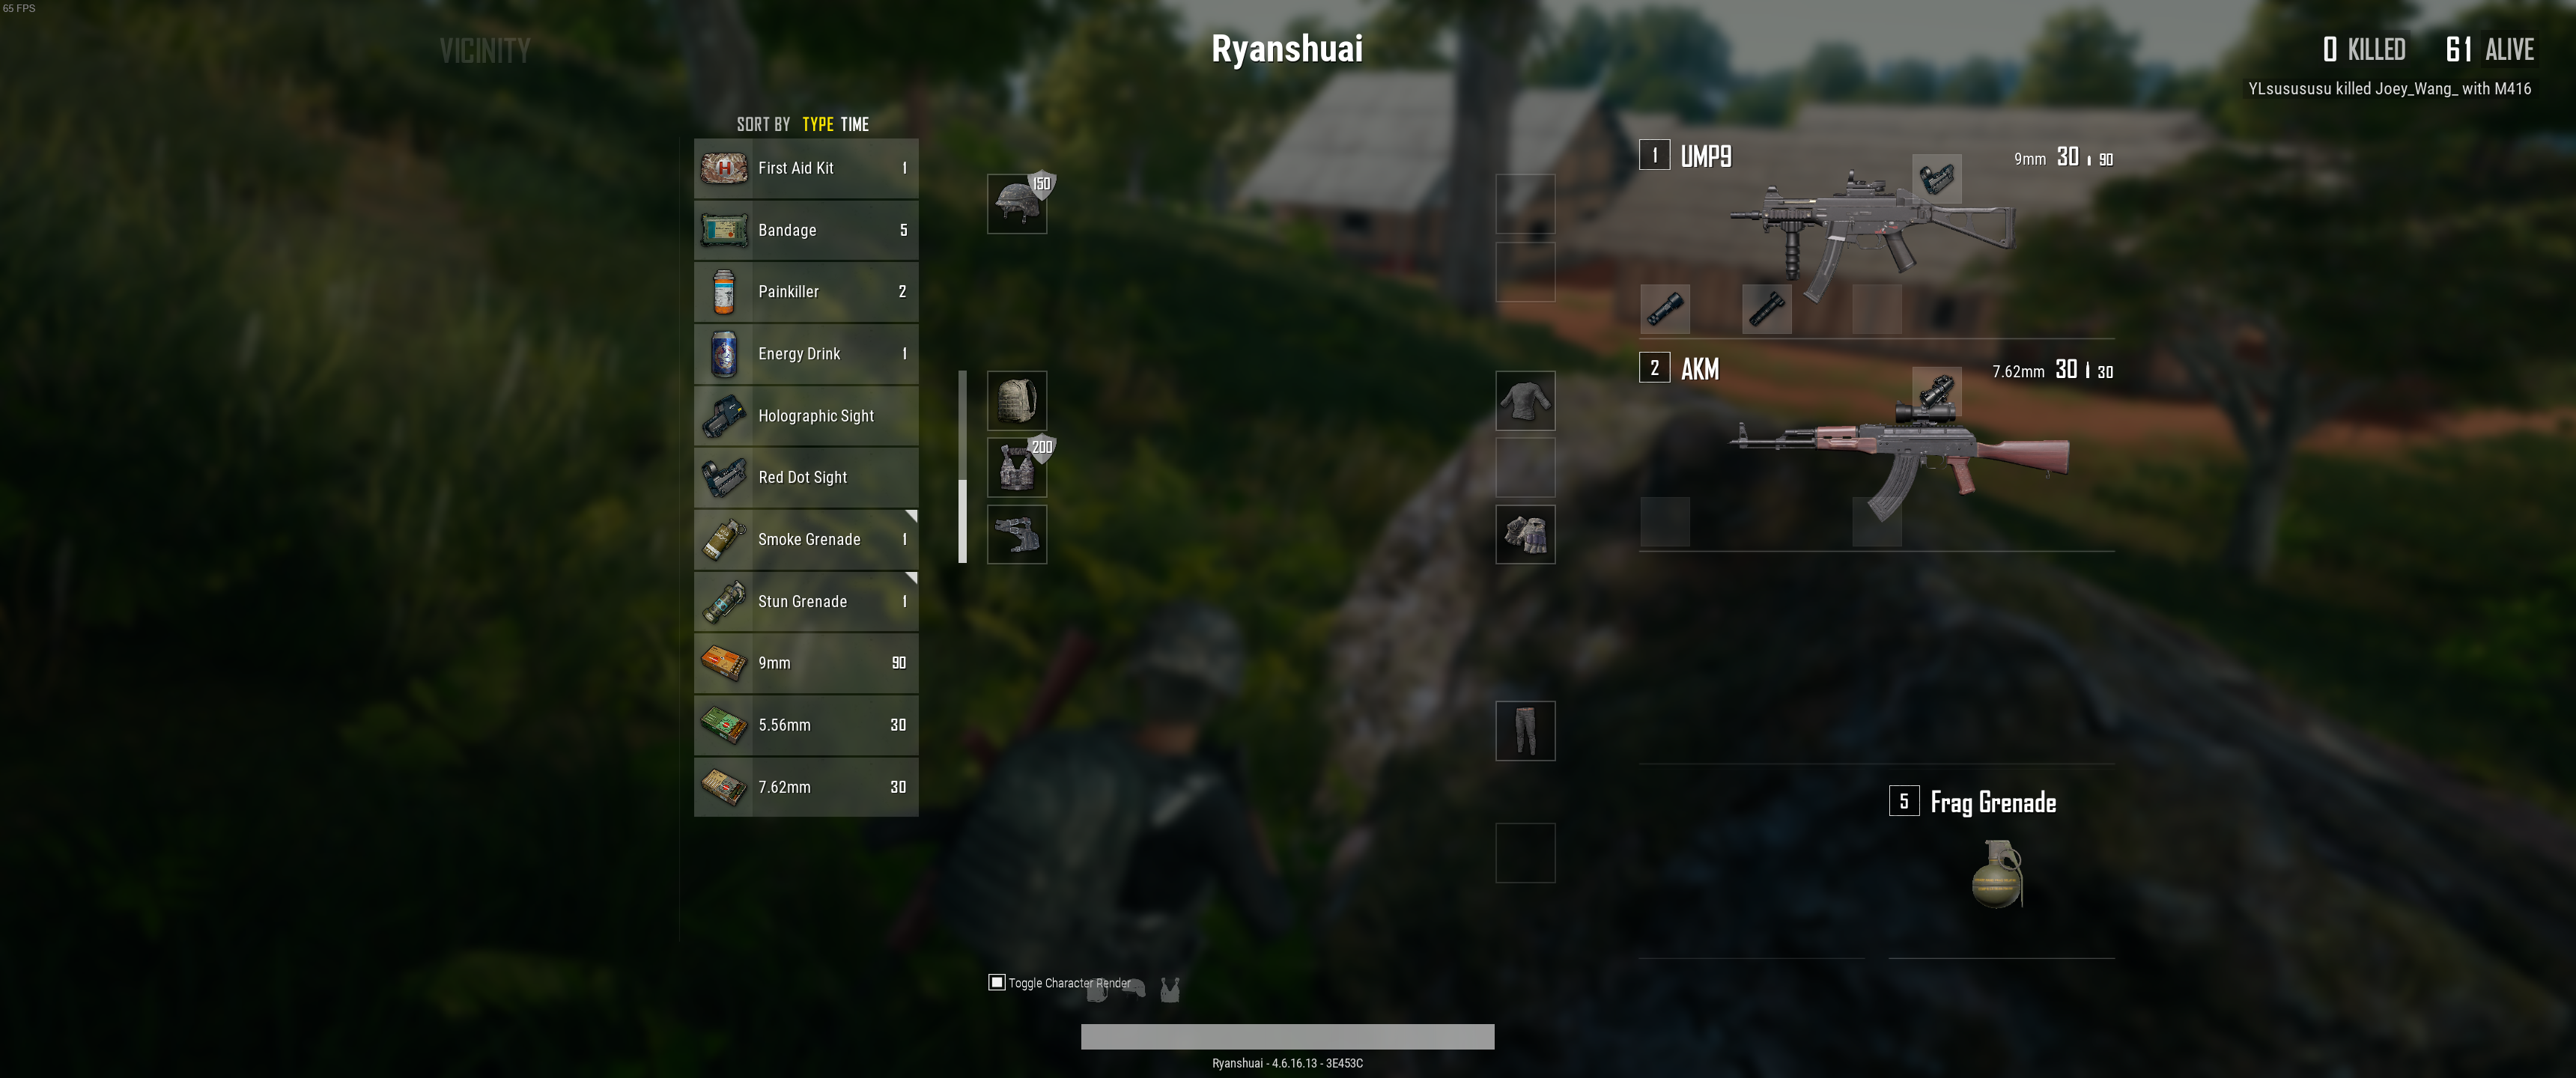 65 FPS
VICINITY
Ryanshuai
0 KILLED 61 ALIVE
YLsusususu killed Joey_Wang_ with M416
SORT BY TYPE TIME
First Aid Kit 1
Bandage 5
Painkiller 2
Energy Drink 1
Holographic Sight
Red Dot Sight
Smoke Grenade 1
Stun Grenade 1
9mm 90
5.56mm 30
7.62mm 30
150
200
1 UMP9 9mm 30 90
2 AKM 7.62mm 30 30
5 Frag Grenade
Toggle Character Render
Ryanshuai - 4.6.16.13 - 3E453C